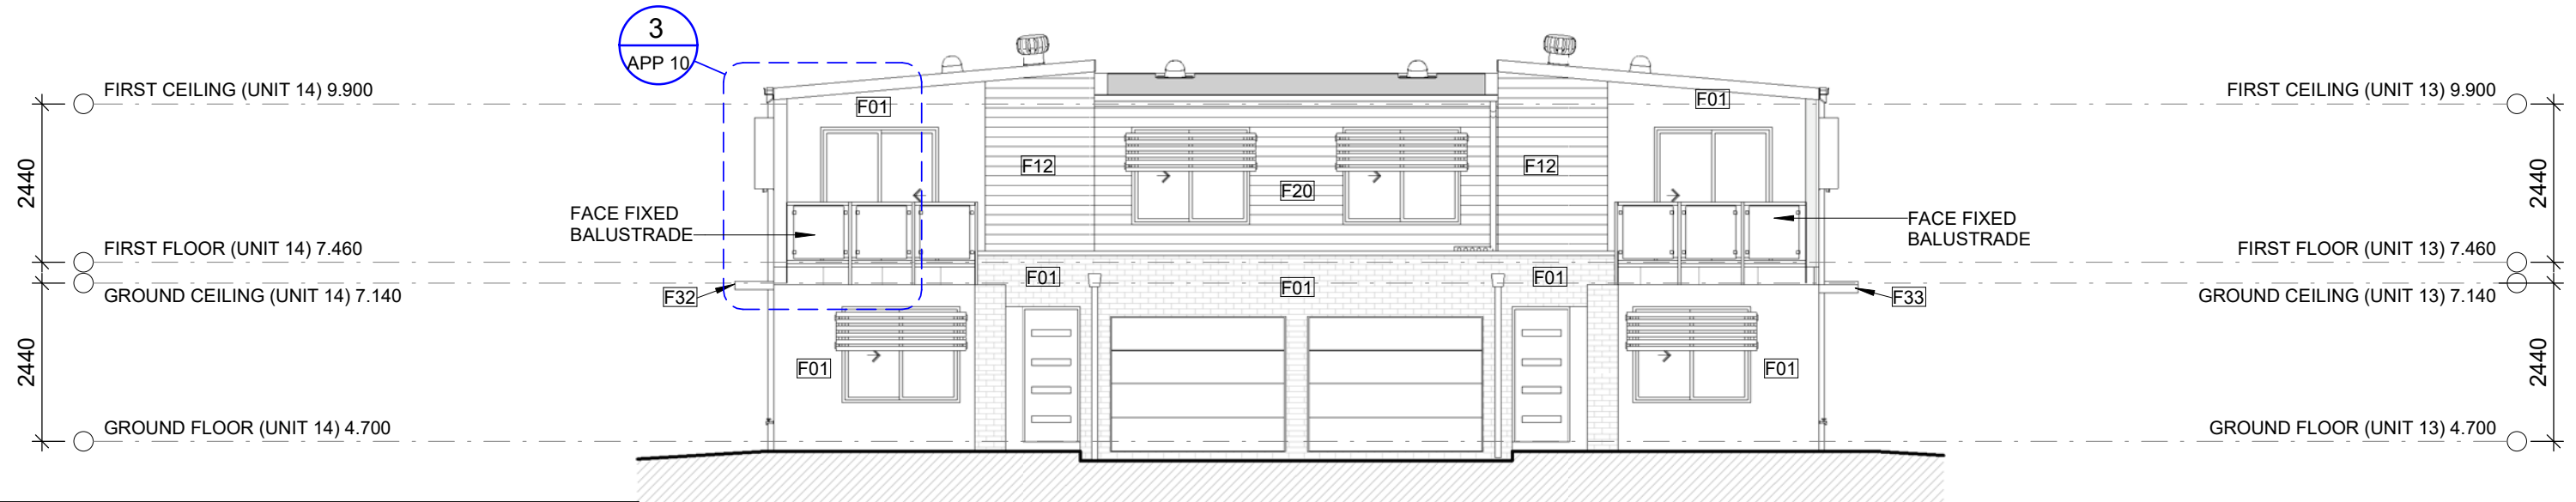 3
APP 10
FIRST CEILING (UNIT 14) 9.900
FIRST CEILING (UNIT 13) 9.900
F01
F01
2440
F12
F20
F12
2440
FACE FIXED
BALUSTRADE
FACE FIXED
BALUSTRADE
FIRST FLOOR (UNIT 14) 7.460
FIRST FLOOR (UNIT 13) 7.460
F01
F01
F01
GROUND CEILING (UNIT 14) 7.140
F32
F33
GROUND CEILING (UNIT 13) 7.140
2440
F01
F01
2440
GROUND FLOOR (UNIT 14) 4.700
GROUND FLOOR (UNIT 13) 4.700